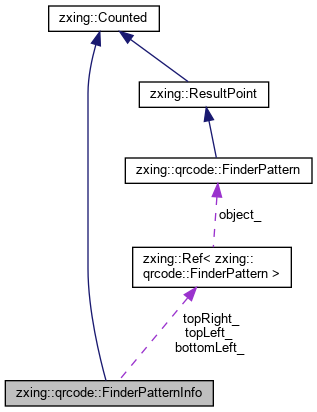 zxing::Counted
zxing::ResultPoint
zxing::qrcode::FinderPattern
object_
zxing::Ref< zxing::
qrcode::FinderPattern >
topRight_
topLeft_
bottomLeft_
zxing::qrcode::FinderPatternInfo